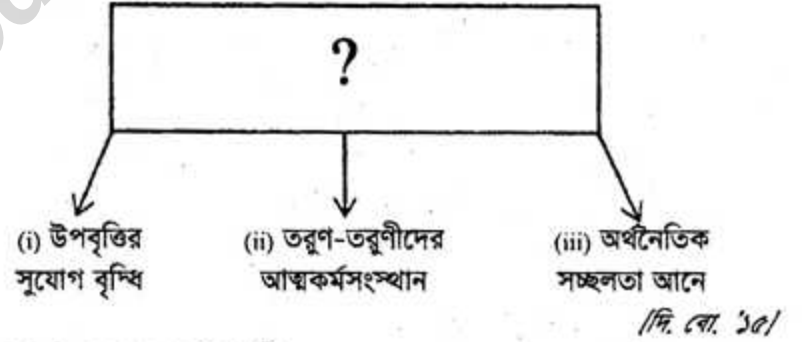 ?
(i) উপবৃত্তির
সুযোগ বৃদ্ধি
(ii) তরুণ-তরুণীদের
আত্মকর্মসংস্থান
(iii) অর্থনৈতিক
সচ্ছলতা আনে
[দি. বো. '১৫]